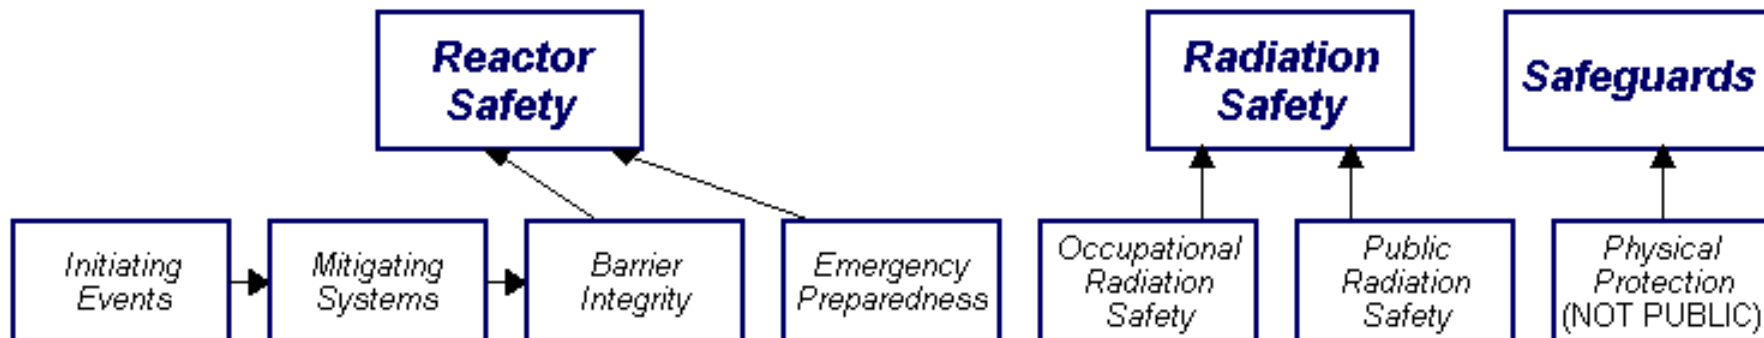 Reactor
Safety
Radiation
Safety
Safeguards
Initiating
Events
Mitigating
Systems
Barrier
Integrity
Emergency
Preparedness
Occupational
Radiation
Safety
Public
Radiation
Safety
Physical
Protection
(NOT PUBLIC)